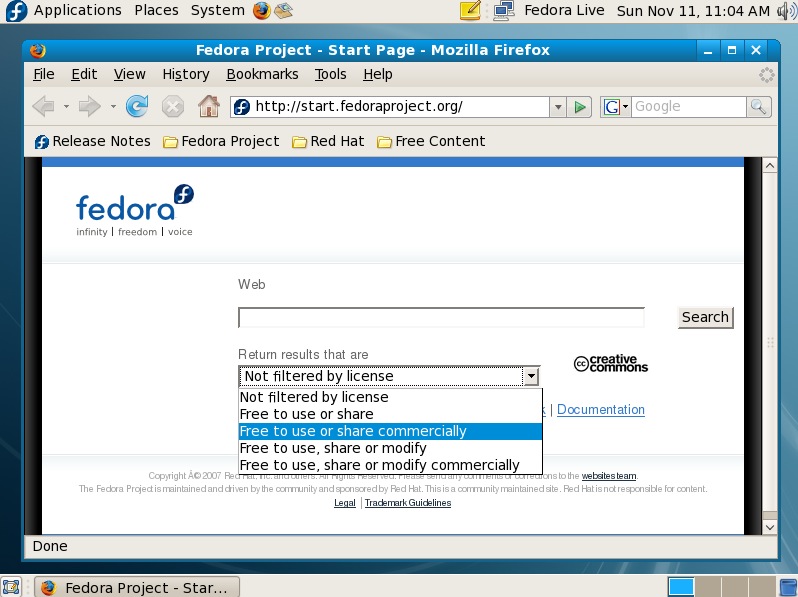 Applications Places System Fedora Live Sun Nov 11, 11:04 AM
Fedora Project - Start Page - Mozilla Firefox
File Edit View History Bookmarks Tools Help
http://start.fedoraproject.org/ G Google
Release Notes Fedora Project Red Hat Free Content
fedora
infinity | freedom | voice
Web
Search
Return results that are
cc creative commons
Not filtered by license
Not filtered by license
Free to use or share
| Documentation
Free to use or share commercially
Free to use, share or modify
Free to use, share or modify commercially
Copyright Â©2007 Red Hat, Inc. and others. All Rights Reserved. Please send any comments or corrections to the websites team.
The Fedora Project is maintained and driven by the community and sponsored by Red Hat. This is a community maintained site. Red Hat is not responsible for content.
Legal | Trademark Guidelines
Done
Fedora Project - Star...